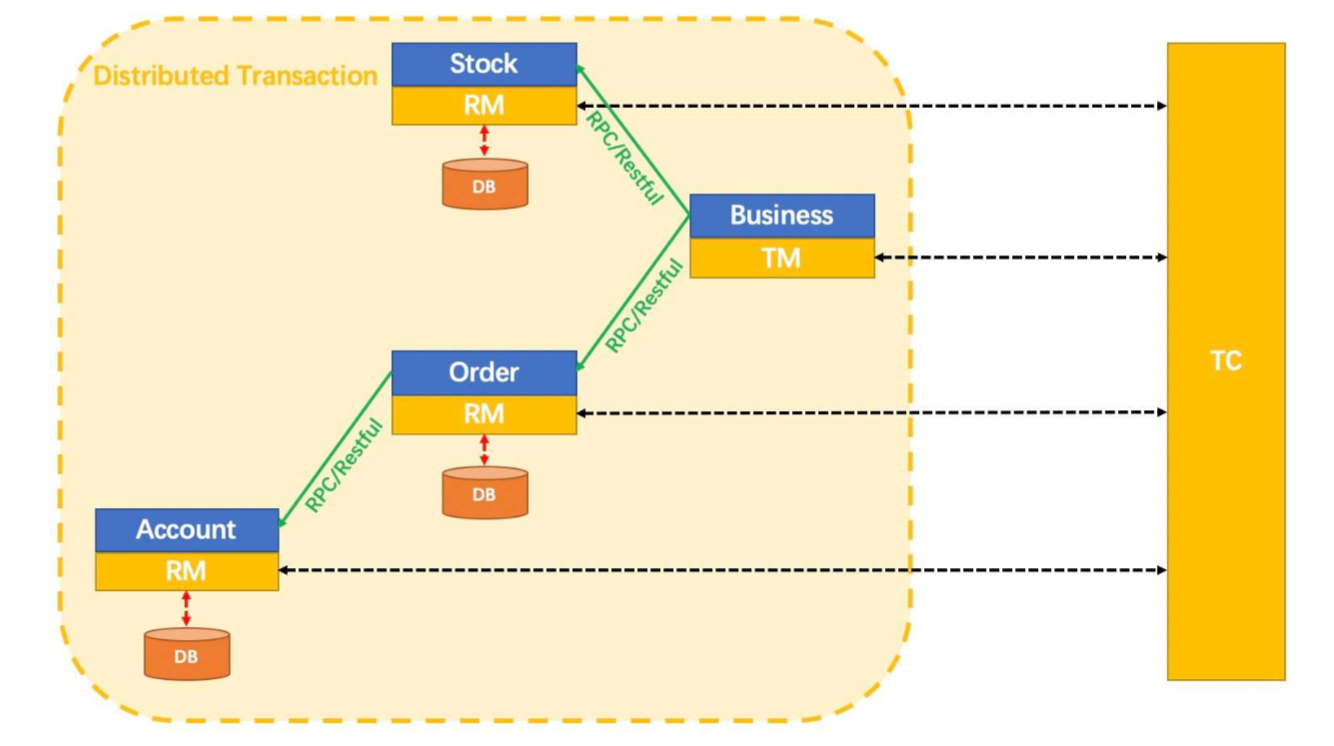 Distributed Transaction
Stock
RM
DB
RPC/Restful
Business
TM
RPC/Restful
Order
RM
DB
RPC/Restful
Account
RM
DB
TC